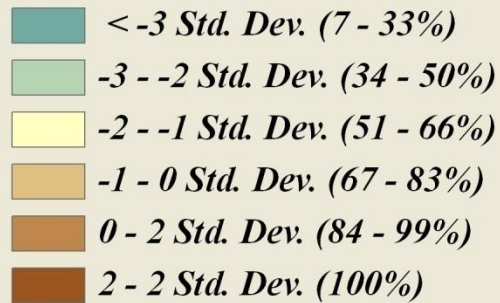 < -3 Std. Dev. (7 - 33%)
-3 - -2 Std. Dev. (34 - 50%)
-2 - -1 Std. Dev. (51 - 66%)
-1 - 0 Std. Dev. (67 - 83%)
0 - 2 Std. Dev. (84 - 99%)
2 - 2 Std. Dev. (100%)